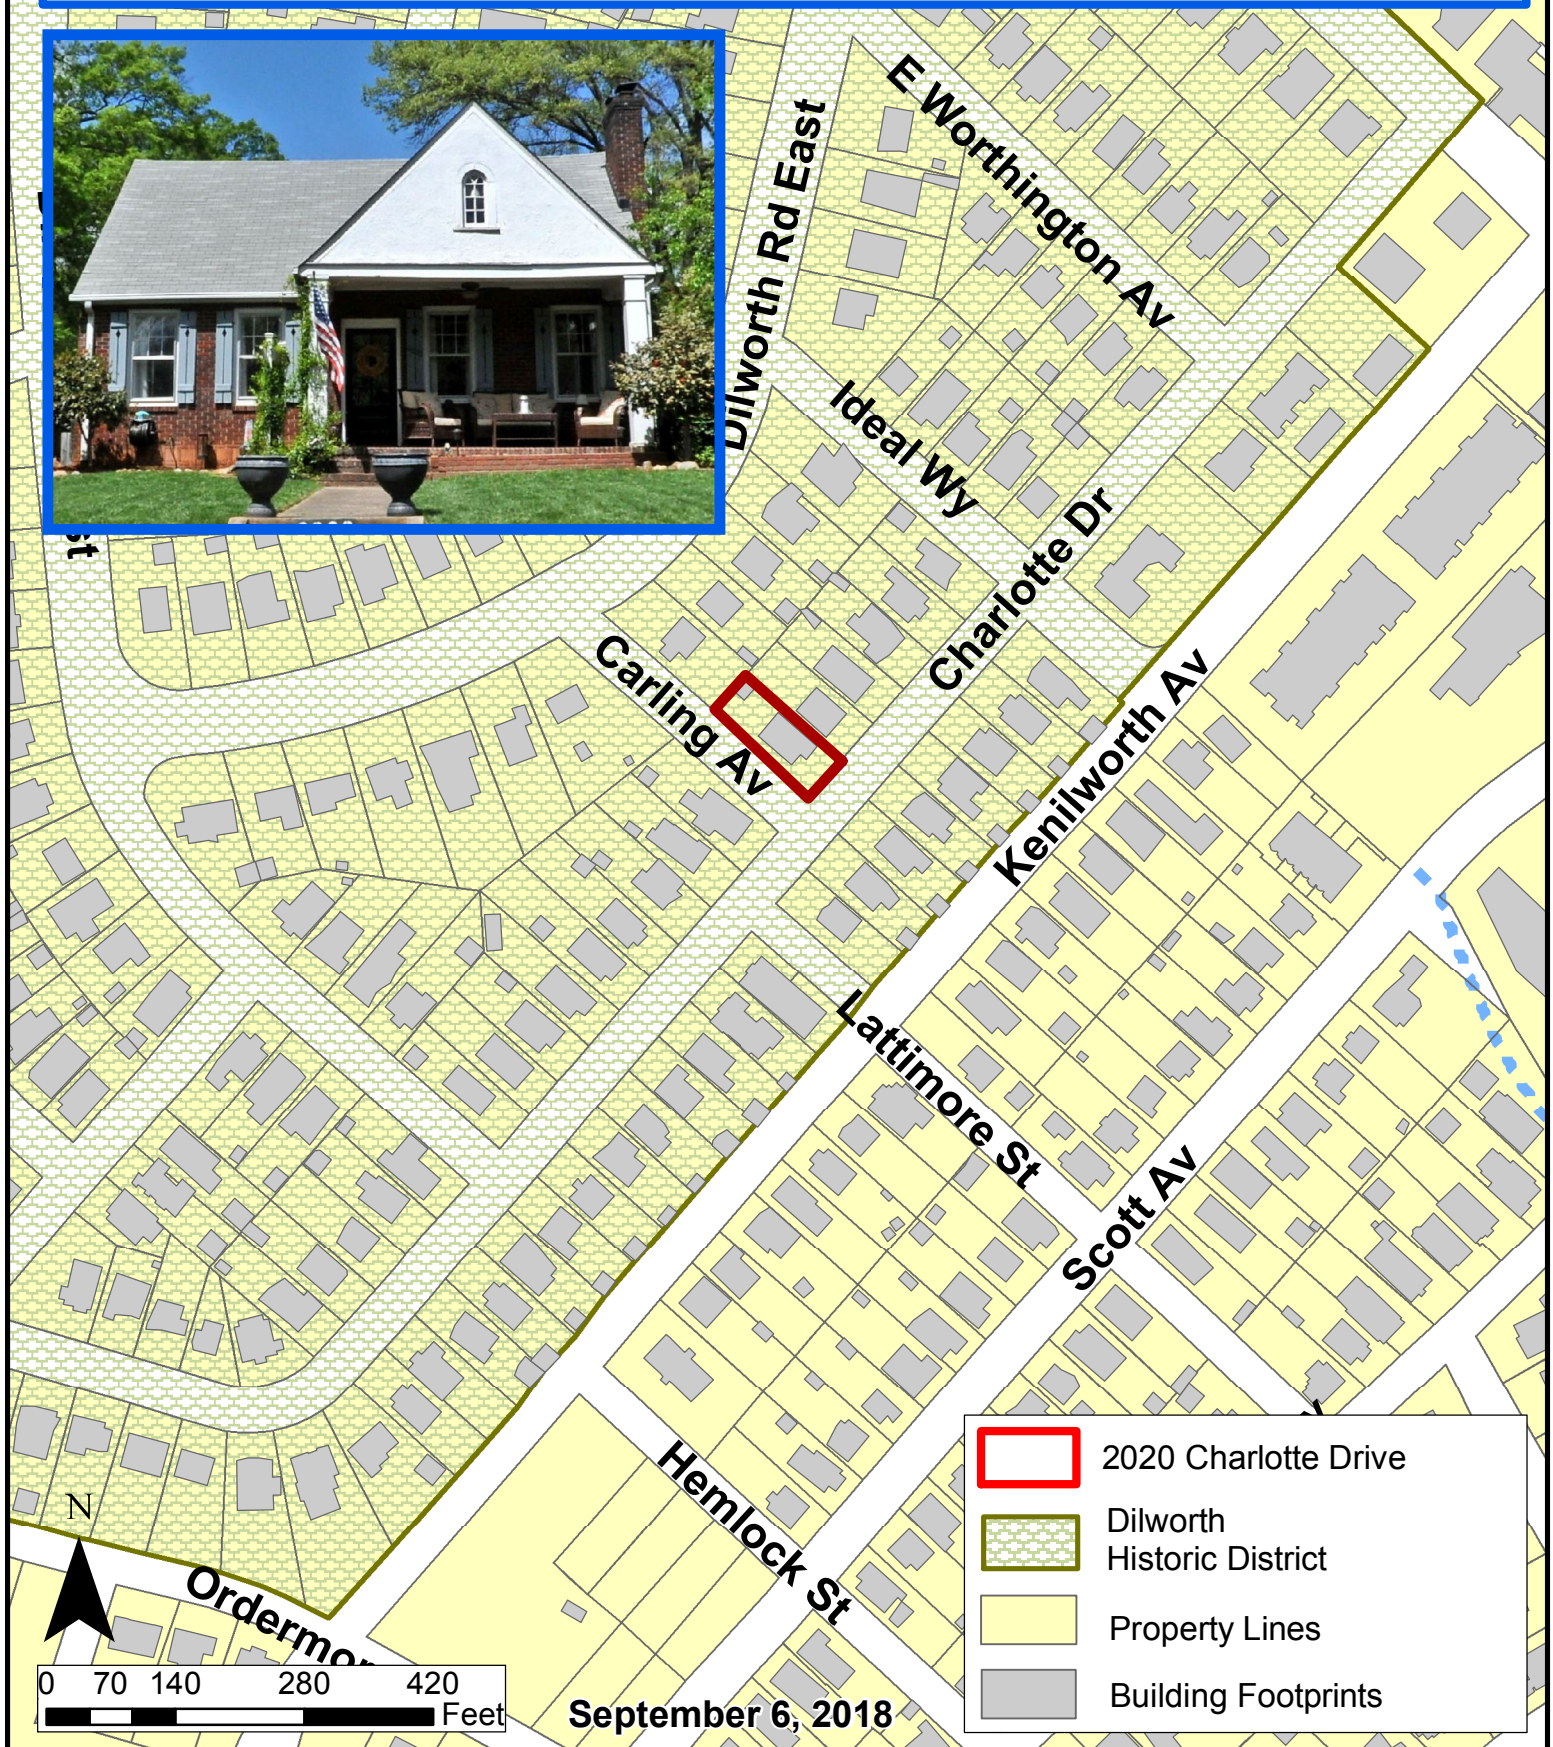 E Worthington Av
Dilworth Rd East
Ideal Wy
Charlotte Dr
Carling Av
Kenilworth Av
Lattimore St
Scott Av
Hemlock St
2020 Charlotte Drive
Dilworth
Historic District
Property Lines
Building Footprints
N
0 70 140 280 420
Feet
September 6, 2018